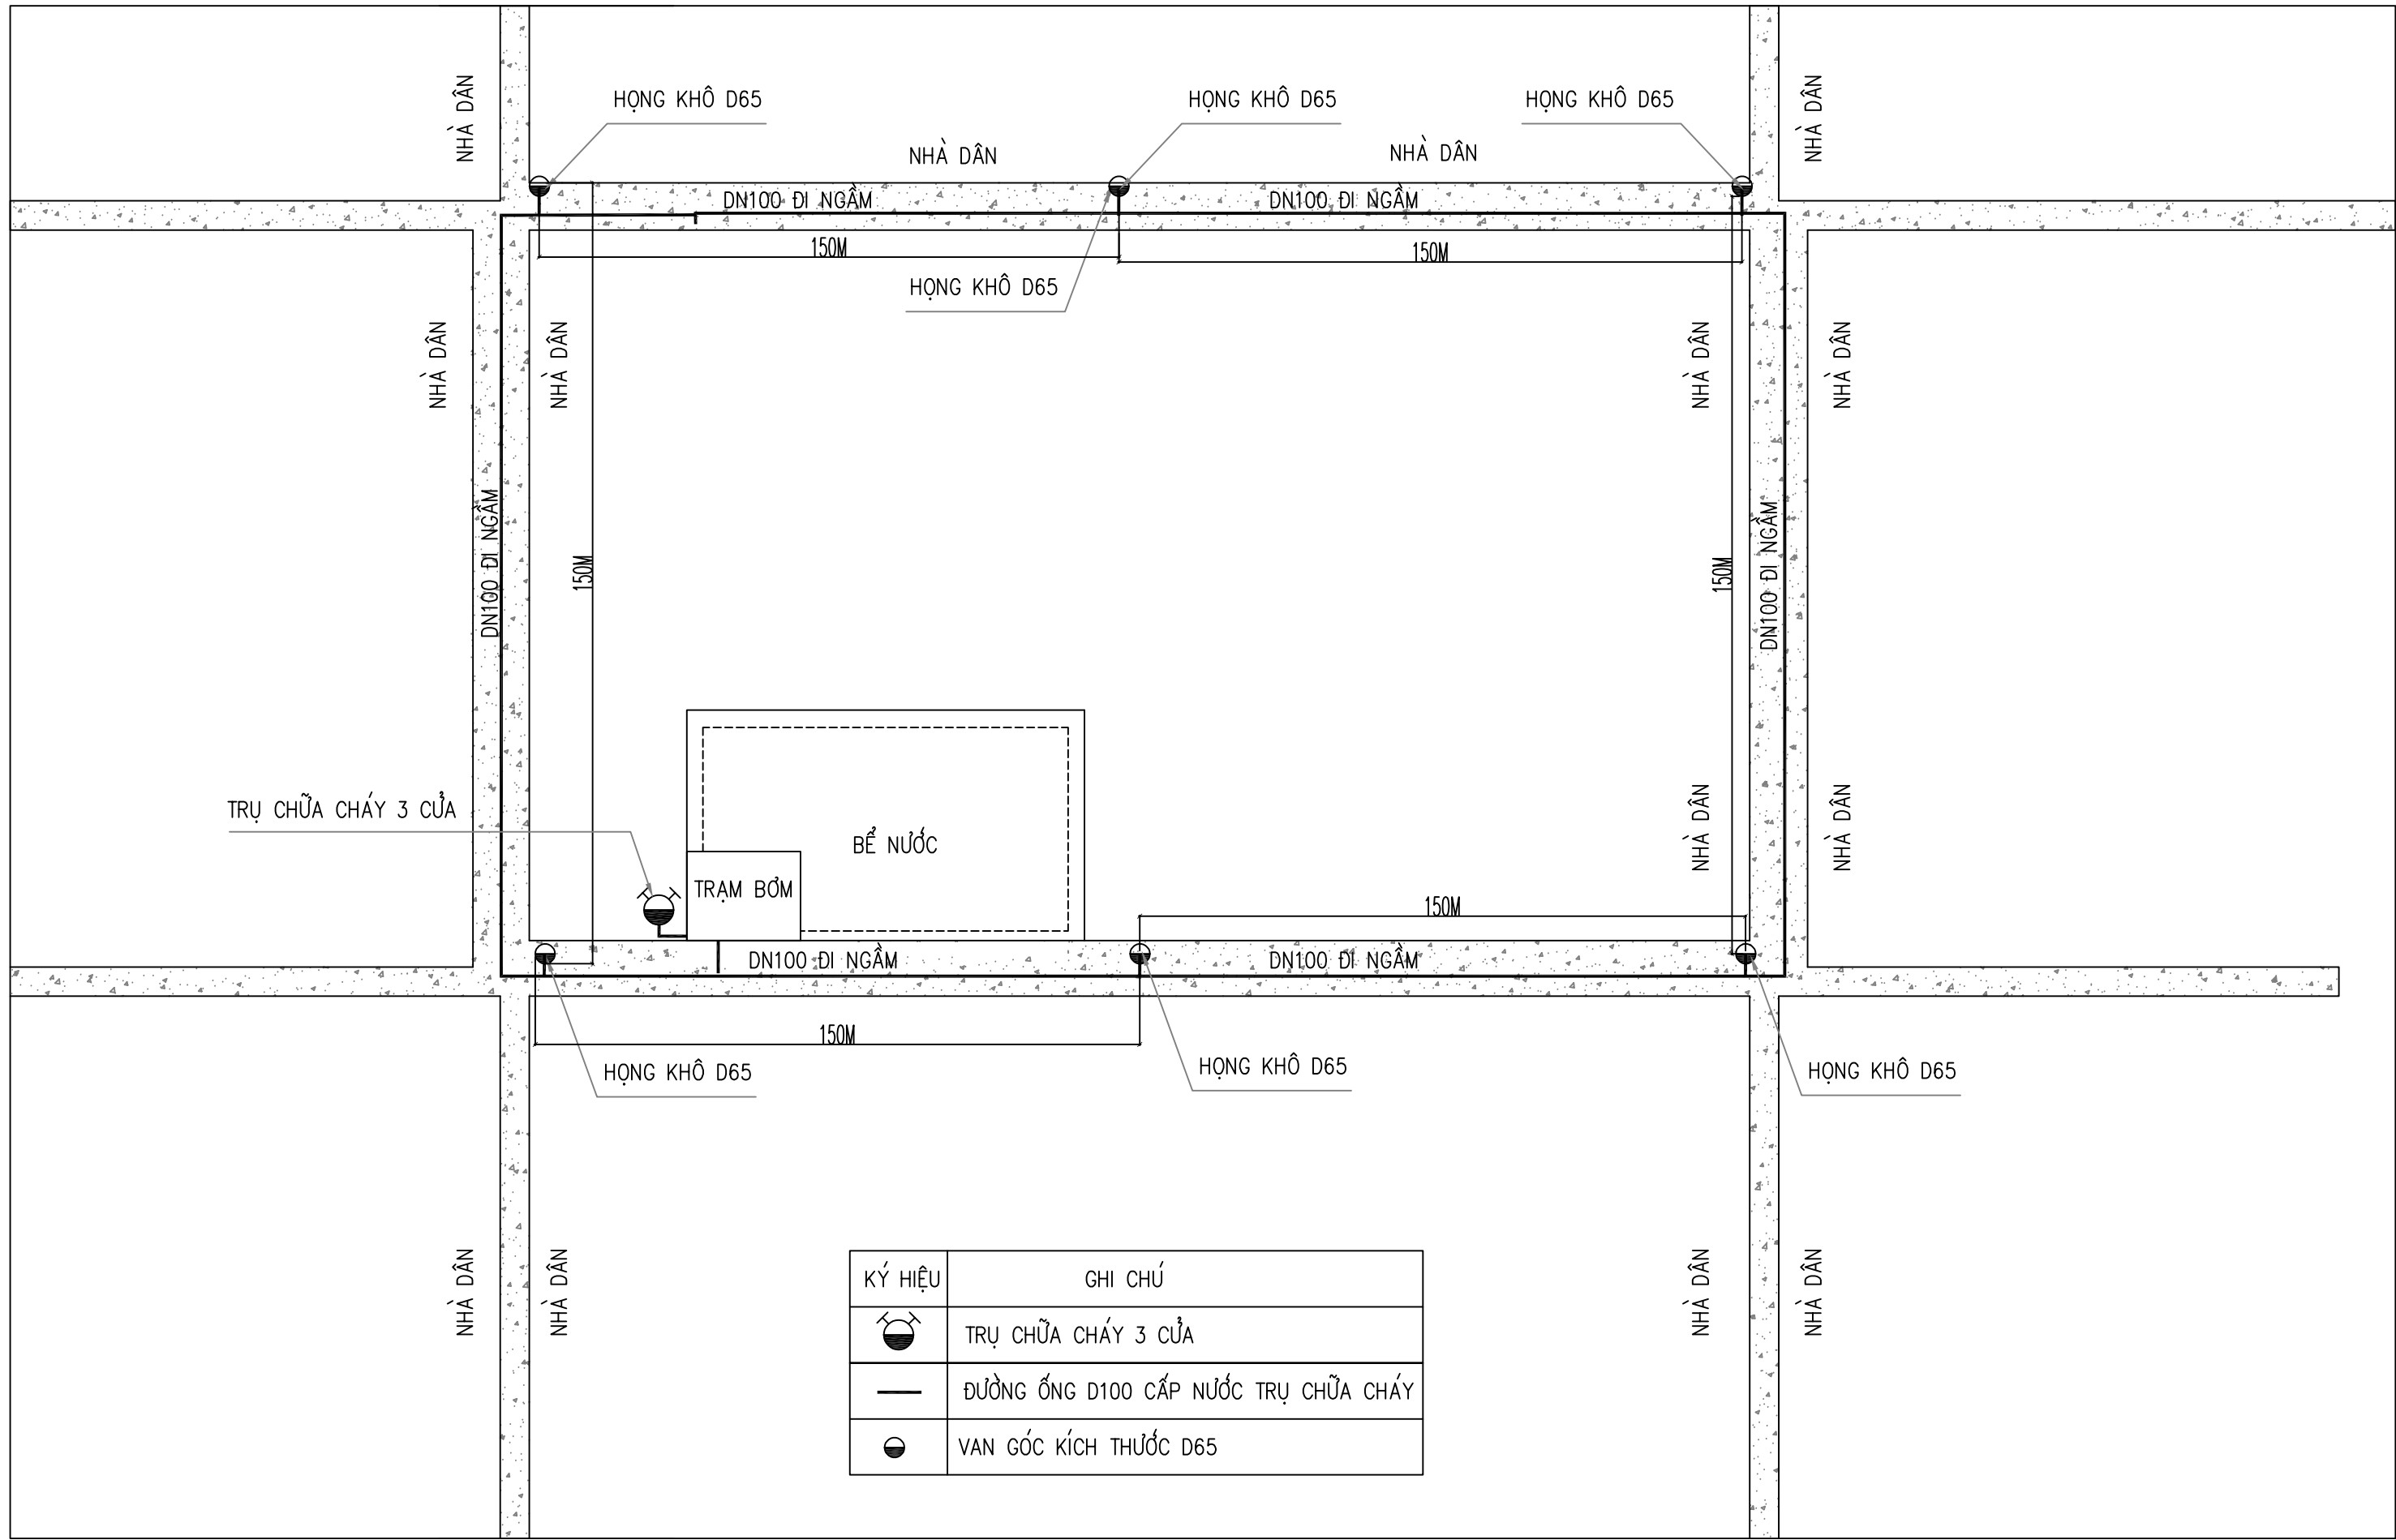 HỌNG KHÔ D65
HỌNG KHÔ D65
HỌNG KHÔ D65
NHÀ DÂN
NHÀ DÂN
NHÀ DÂN
NHÀ DÂN
DN100 ĐI NGẦM
DN100 ĐI NGẦM
150M
150M
HỌNG KHÔ D65
NHÀ DÂN
NHÀ DÂN
NHÀ DÂN
NHÀ DÂN
DN100 ĐI NGẦM
150M
150M
DN100 ĐI NGẦM
TRỤ CHỮA CHÁY 3 CỬA
BỂ NƯỚC
NHÀ DÂN
NHÀ DÂN
TRẠM BƠM
150M
DN100 ĐI NGẦM
DN100 ĐI NGẦM
150M
HỌNG KHÔ D65
HỌNG KHÔ D65
HỌNG KHÔ D65
NHÀ DÂN
NHÀ DÂN
NHÀ DÂN
NHÀ DÂN
KÝ HIỆU
GHI CHÚ
TRỤ CHỮA CHÁY 3 CỬA
ĐƯỜNG ỐNG D100 CẤP NƯỚC TRỤ CHỮA CHÁY
VAN GÓC KÍCH THƯỚC D65